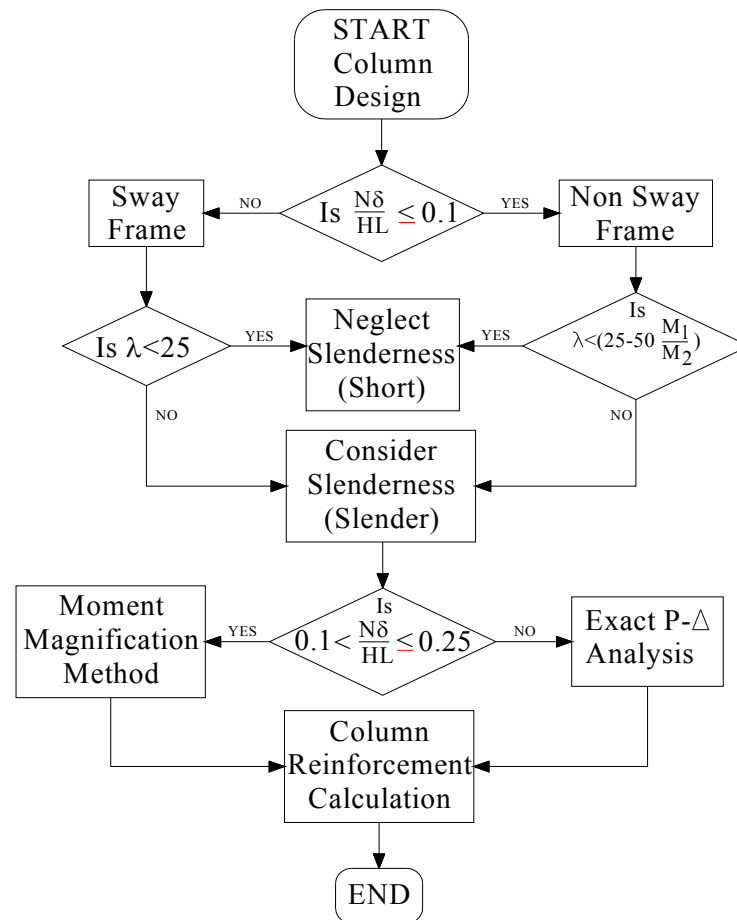 START
Column
Design
Sway
Frame
NO
Is Nδ/HL ≤ 0.1
YES
Non Sway
Frame
Is λ<25
YES
Neglect
Slenderness
(Short)
YES
Is
λ<(25-50 M₁/M₂)
NO
NO
Consider
Slenderness
(Slender)
Moment
Magnification
Method
YES
Is
0.1< Nδ/HL ≤ 0.25
NO
Exact P-Δ
Analysis
Column
Reinforcement
Calculation
END